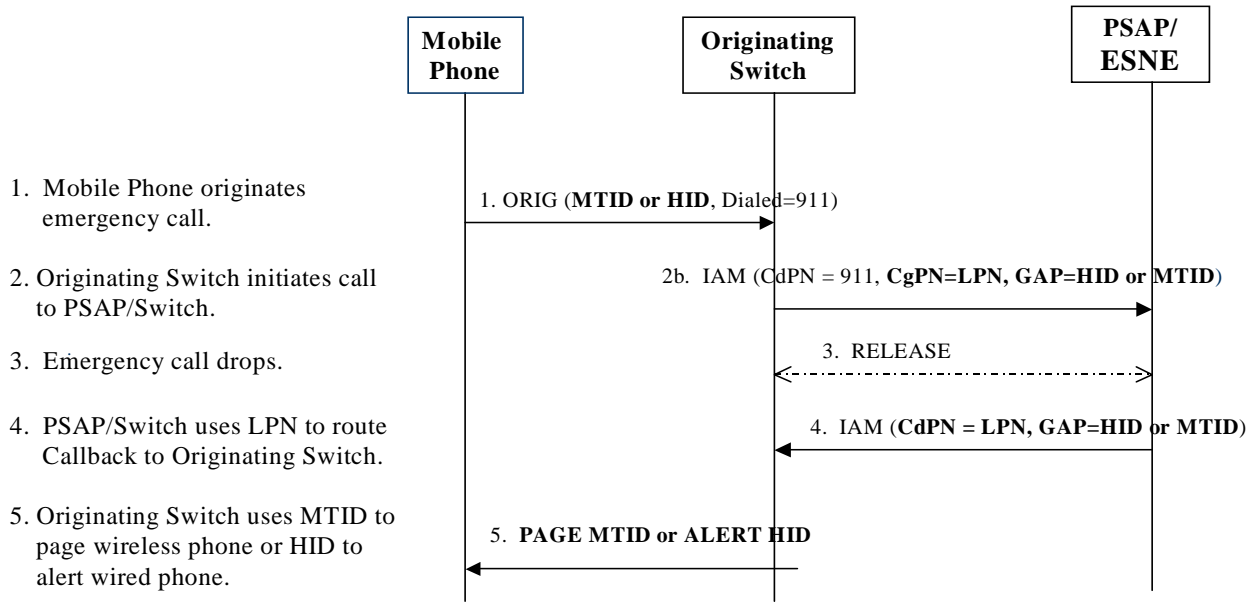 Mobile
Phone
Originating
Switch
PSAP/
ESNE
1. Mobile Phone originates
emergency call.
1. ORIG (MTID or HID, Dialed=911)
2. Originating Switch initiates call
to PSAP/Switch.
2b. IAM (CdPN = 911, CgPN=LPN, GAP=HID or MTID)
3. Emergency call drops.
3. RELEASE
4. PSAP/Switch uses LPN to route
Callback to Originating Switch.
4. IAM (CdPN = LPN, GAP=HID or MTID)
5. Originating Switch uses MTID to
page wireless phone or HID to
alert wired phone.
5. PAGE MTID or ALERT HID